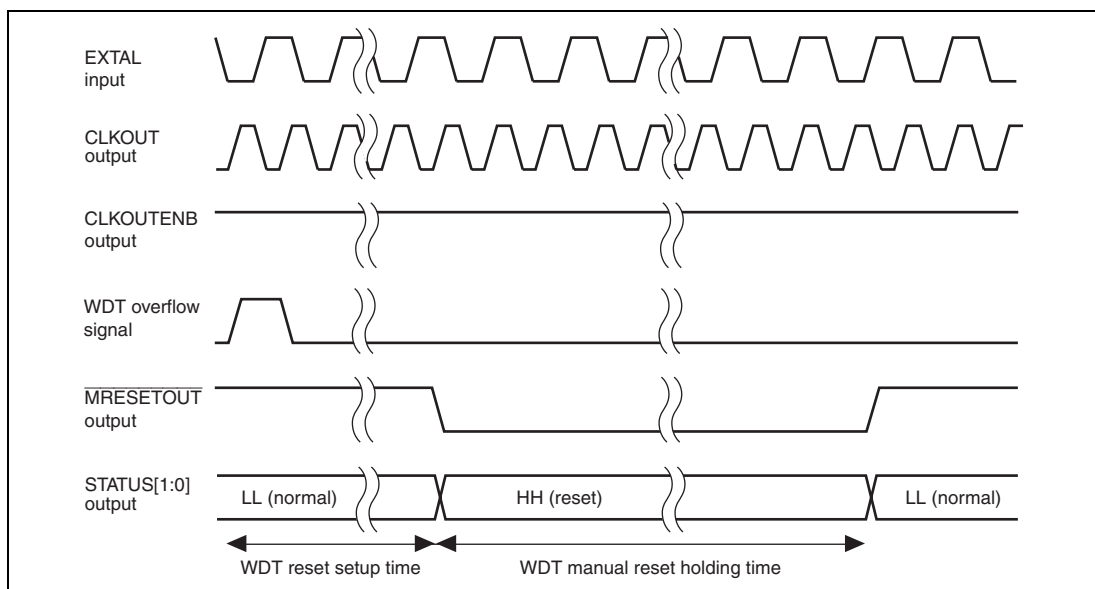 EXTAL
input
CLKOUT
output
CLKOUTENB
output
WDT overflow
signal
MRESETOUT
output
STATUS[1:0]
output
LL (normal)
HH (reset)
LL (normal)
WDT reset setup time
WDT manual reset holding time